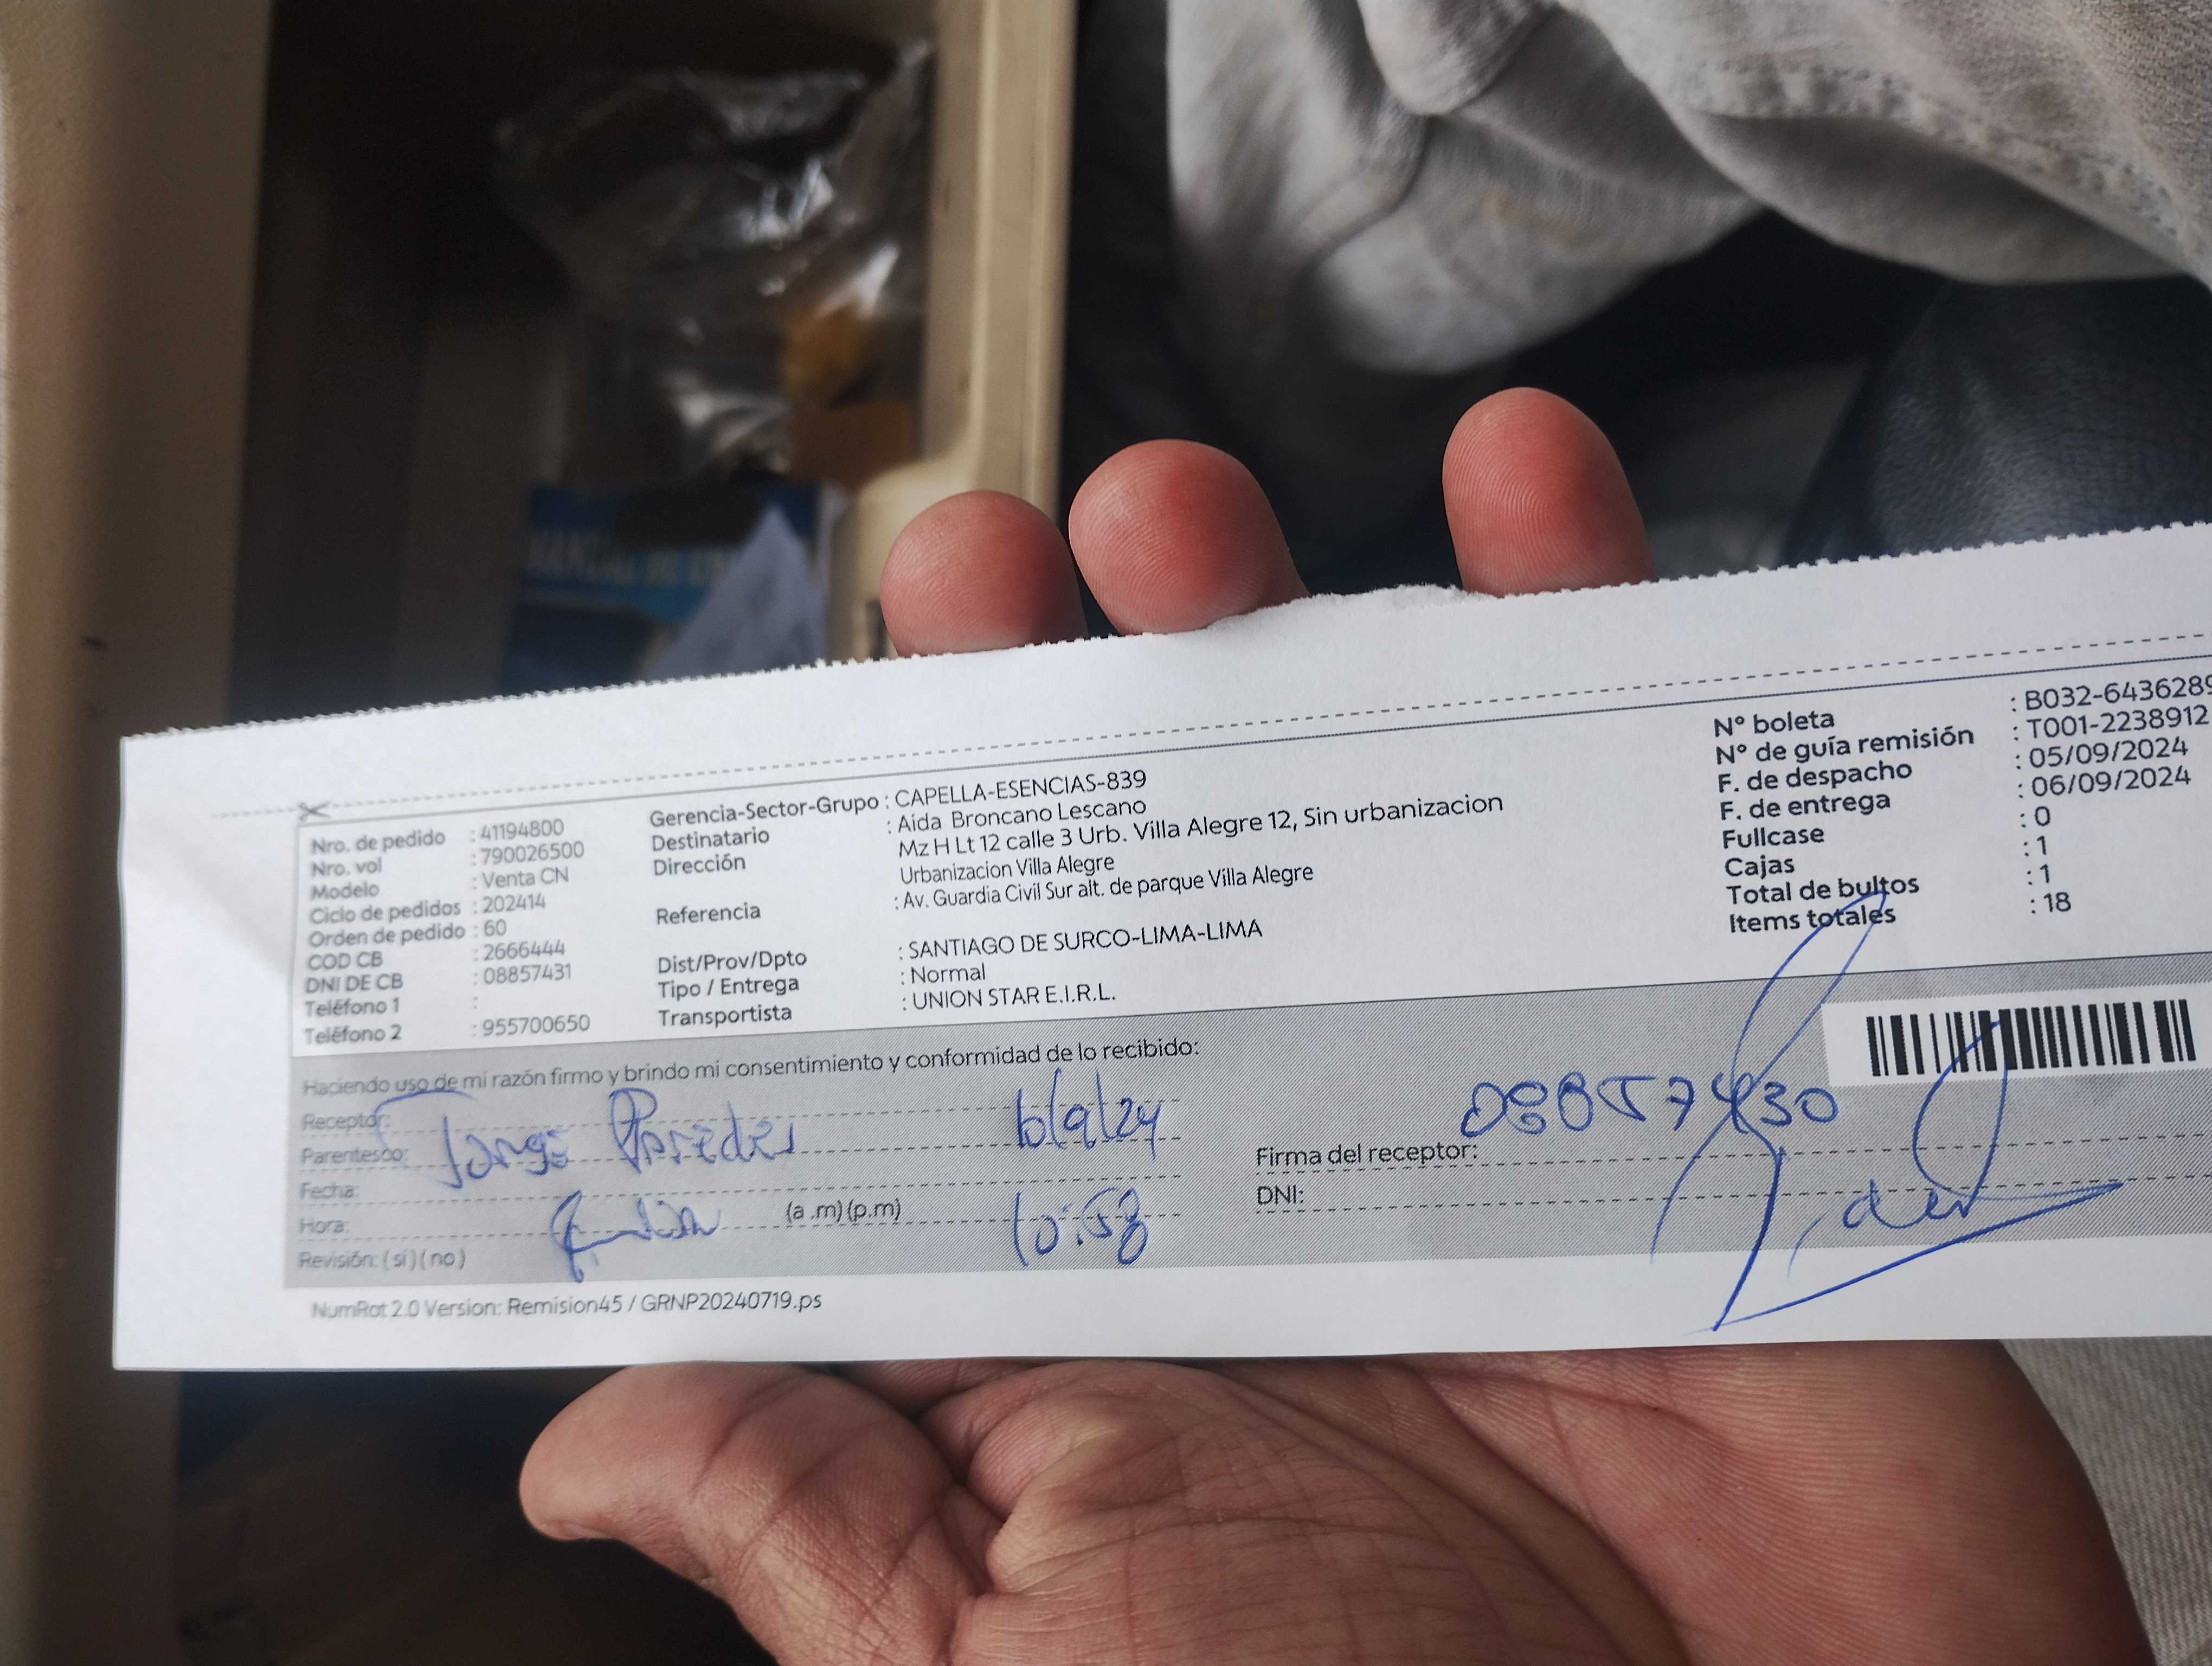 Nro. de pedido : 41194800
Nro. vol : 790026500
Modelo : Venta CN
Ciclo de pedidos : 202414
Orden de pedido : 60
COD CB : 2666444
DNI DE CB : 08857431
Teléfono 1 :
Teléfono 2 : 955700650
Gerencia-Sector-Grupo : CAPELLA-ESENCIAS-839
Destinatario : Aida Broncano Lescano
Dirección Mz H Lt 12 calle 3 Urb. Villa Alegre 12, Sin urbanizacion
Urbanizacion Villa Alegre
Referencia : Av. Guardia Civil Sur alt. de parque Villa Alegre
Dist/Prov/Dpto : SANTIAGO DE SURCO-LIMA-LIMA
Tipo / Entrega : Normal
Transportista : UNION STAR E.I.R.L.
N° boleta : B032-6436289
N° de guía remisión : T001-2238912
F. de despacho : 05/09/2024
F. de entrega : 06/09/2024
Fullcase : 0
Cajas : 1
Total de bultos : 1
Items totales : 18
Haciendo uso de mi razón firmo y brindo mi consentimiento y conformidad de lo recibido:
Receptor:
Parentesco: Jorge Paredes
Fecha:
Hora: (a .m) (p.m) 10:58
Revisión: ( si ) ( no )
08857430
Firma del receptor:
DNI:
NumRot 2.0 Version: Remision45 / GRNP20240719.ps
MANUAL DE